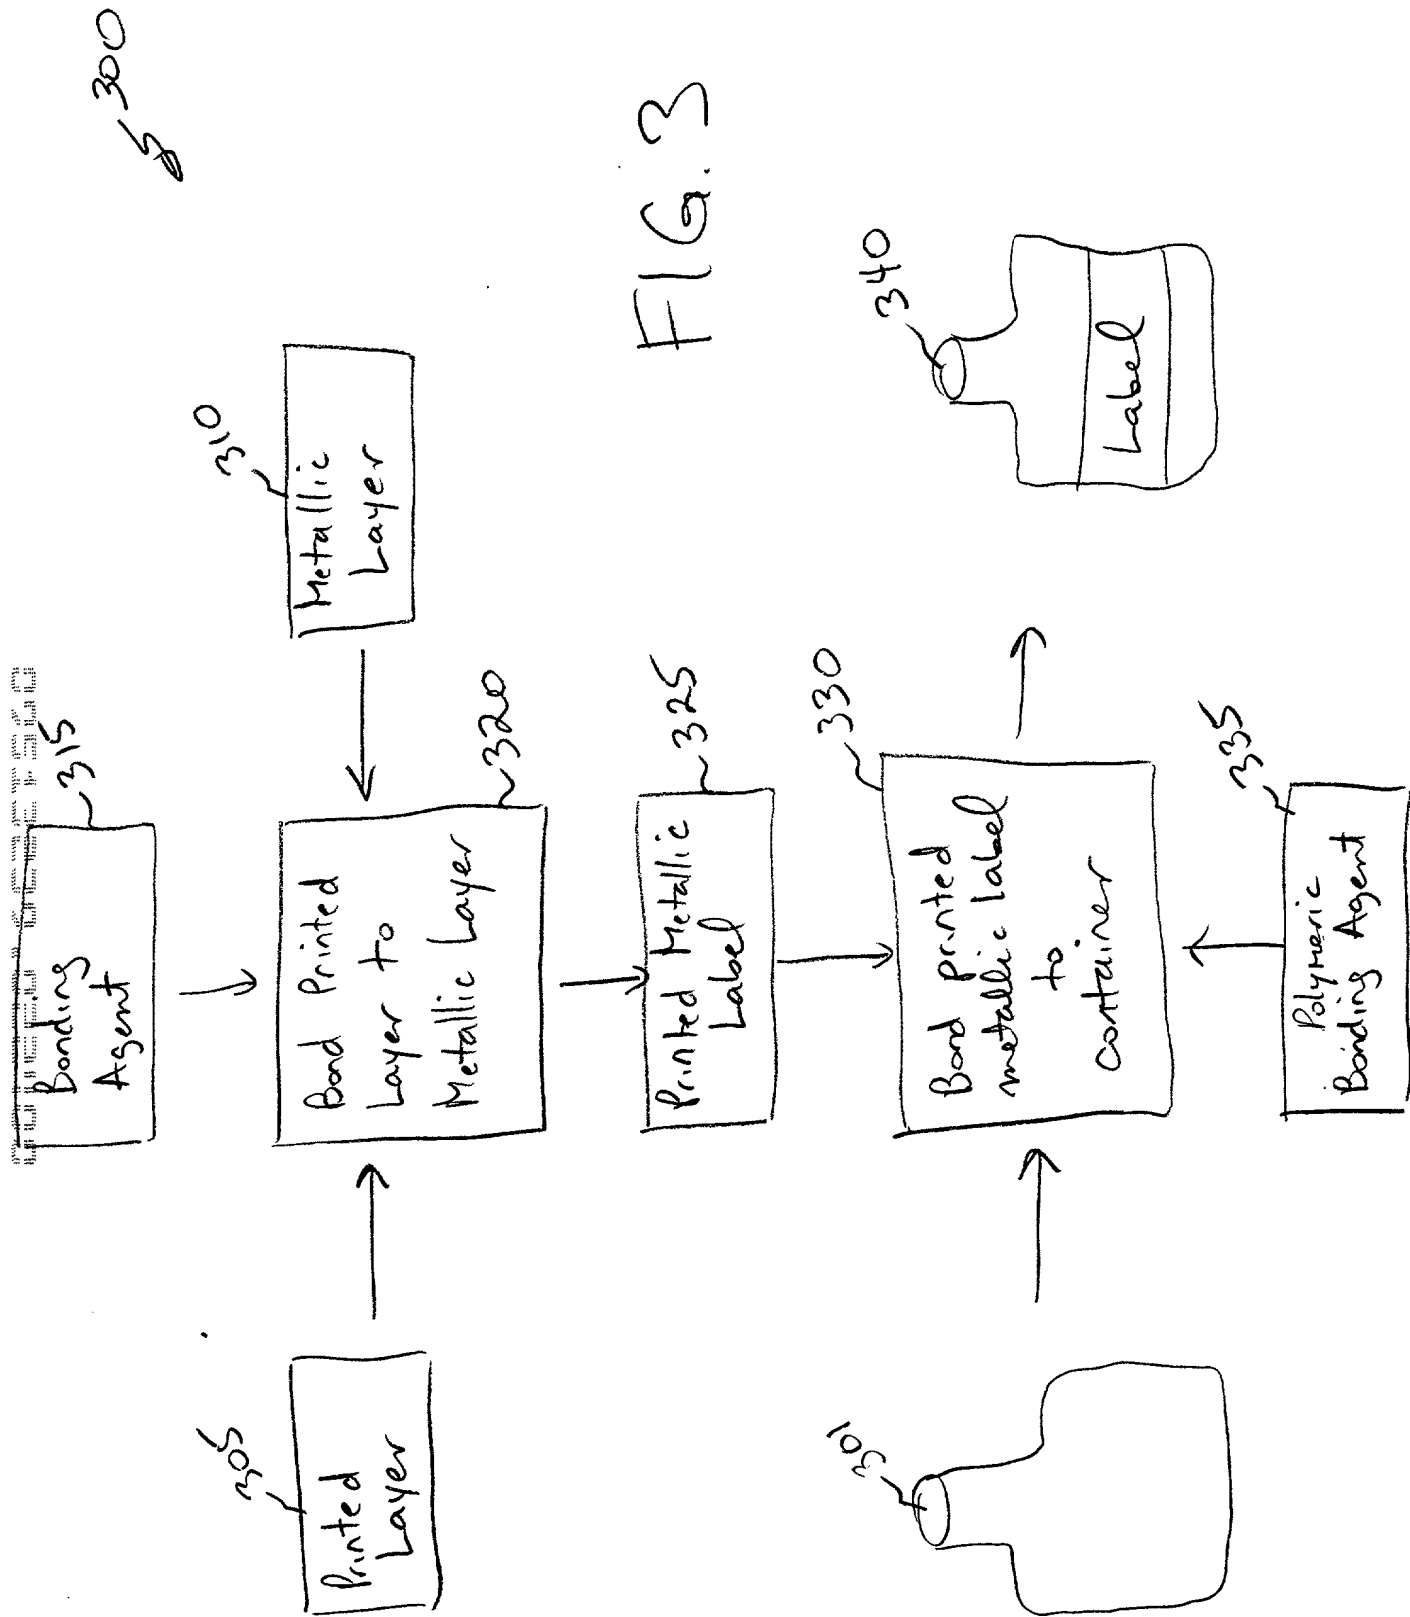 300
315
Bonding
Agent
305
Printed
Layer
310
Metallic
Layer
Bond Printed
Layer to
Metallic Layer
320
325
Printed Metallic
Label
FIG. 3
330
301
Bond printed
metallic label
to
container
340
Label
335
Polymeric
Bonding Agent